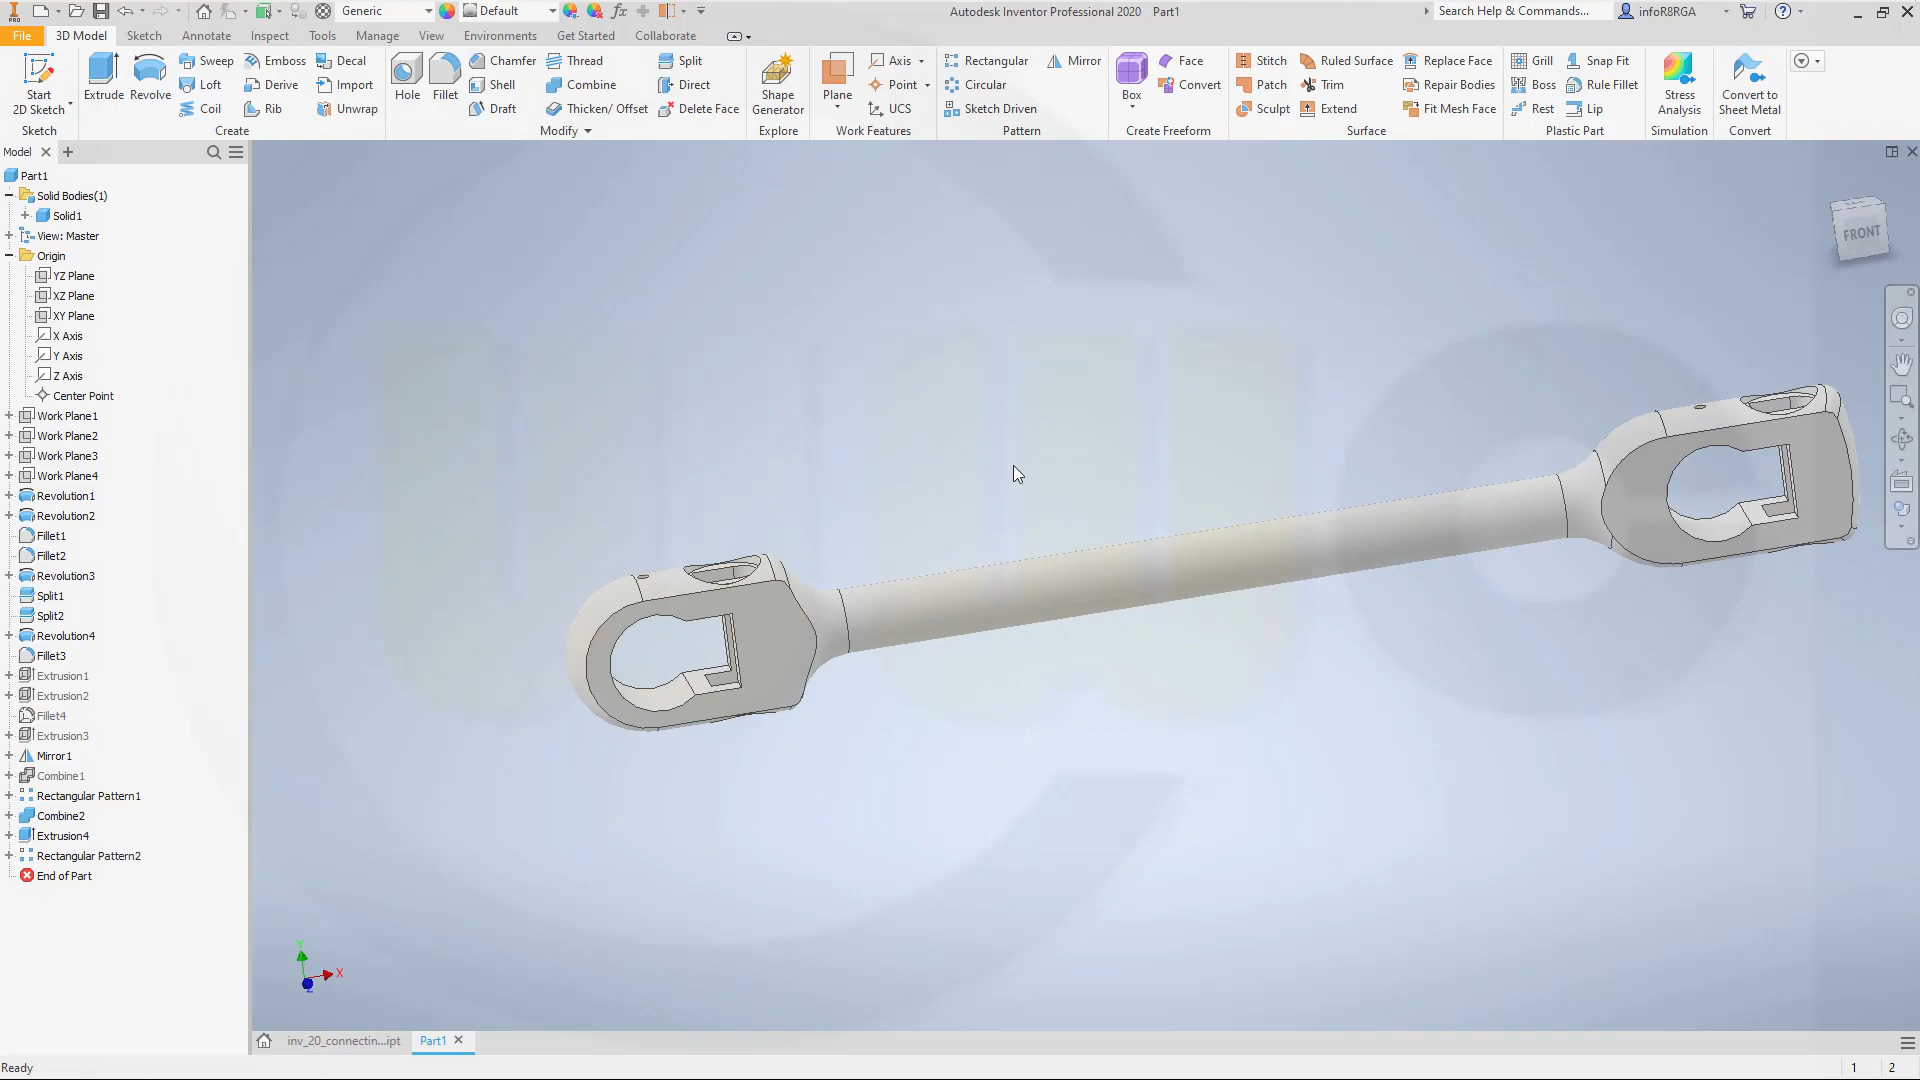 PRO
Generic
Default
fx
Autodesk Inventor Professional 2020 Part1
Search Help & Commands...
infoR8RGA
File
3D Model
Sketch
Annotate
Inspect
Tools
Manage
View
Environments
Get Started
Collaborate
Start
2D Sketch
Sketch
Extrude
Revolve
Sweep
Loft
Coil
Emboss
Derive
Rib
Decal
Import
Unwrap
Create
Hole
Fillet
Chamfer
Shell
Draft
Thread
Combine
Thicken/ Offset
Split
Direct
Delete Face
Modify
Shape
Generator
Explore
Plane
Axis
Point
UCS
Work Features
Rectangular
Circular
Sketch Driven
Mirror
Pattern
Box
Face
Convert
Create Freeform
Stitch
Patch
Sculpt
Ruled Surface
Trim
Extend
Replace Face
Repair Bodies
Fit Mesh Face
Surface
Grill
Boss
Rest
Snap Fit
Rule Fillet
Lip
Plastic Part
Stress
Analysis
Simulation
Convert to
Sheet Metal
Convert
Model
Part1
Solid Bodies(1)
Solid1
View: Master
Origin
YZ Plane
XZ Plane
XY Plane
X Axis
Y Axis
Z Axis
Center Point
Work Plane1
Work Plane2
Work Plane3
Work Plane4
Revolution1
Revolution2
Fillet1
Fillet2
Revolution3
Split1
Split2
Revolution4
Fillet3
Extrusion1
Extrusion2
Fillet4
Extrusion3
Mirror1
Combine1
Rectangular Pattern1
Combine2
Extrusion4
Rectangular Pattern2
End of Part
FRONT
Y
X
Z
inv_20_connectin...ipt
Part1
Ready
1
2